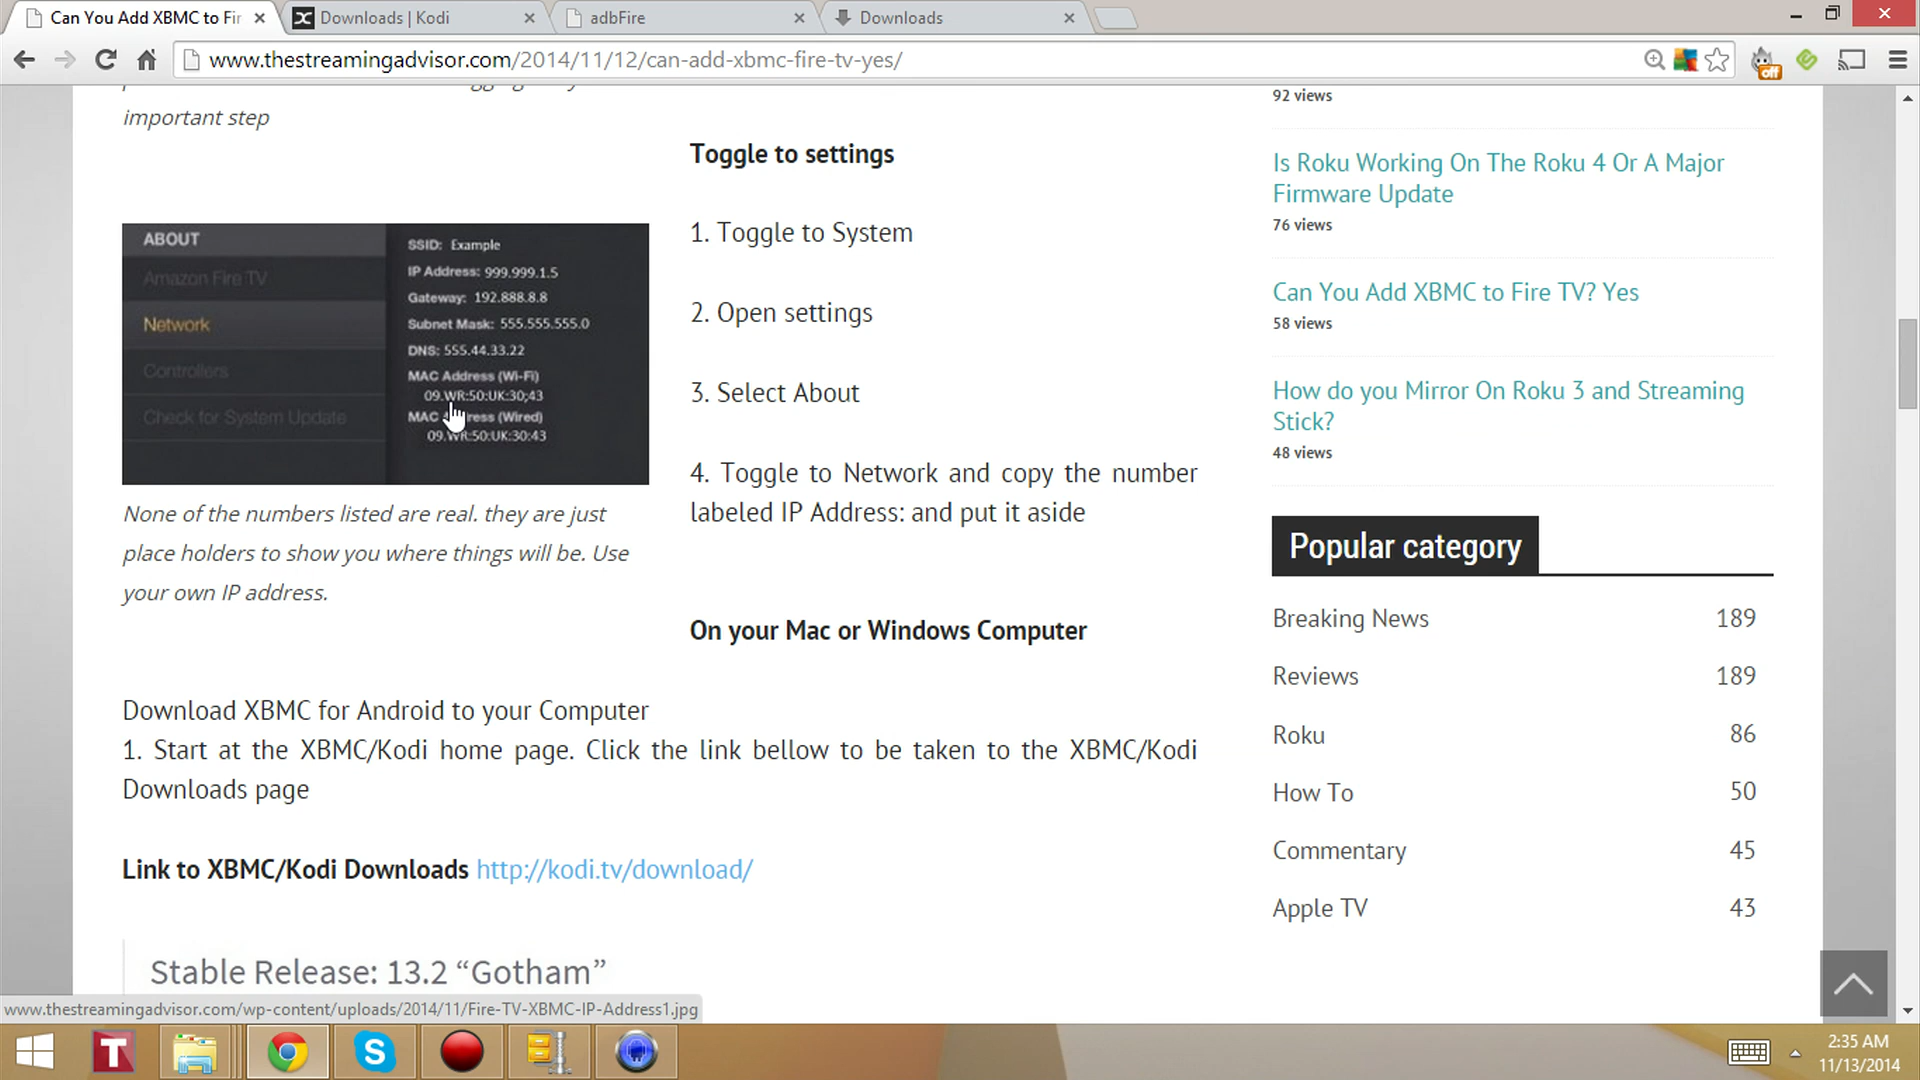 Can You Add XBMC to Fir
Downloads | Kodi
adbFire
Downloads
www.thestreamingadvisor.com/2014/11/12/can-add-xbmc-fire-tv-yes/
off
important step
Toggle to settings
1. Toggle to System
2. Open settings
3. Select About
4. Toggle to Network and copy the number
labeled IP Address: and put it aside
ABOUT
Amazon Fire TV
Network
Controllers
Check for System Update
SSID: Example
IP Address: 999.999.1.5
Gateway: 192.888.8.8
Subnet Mask: 555.555.555.0
DNS: 555.44.33.22
MAC Address (Wi-Fi)
09.WR:50:UK:30;43
MAC Address (Wired)
09.WR:50:UK:30:43
None of the numbers listed are real. they are just
place holders to show you where things will be. Use
your own IP address.
On your Mac or Windows Computer
Download XBMC for Android to your Computer
1. Start at the XBMC/Kodi home page. Click the link bellow to be taken to the XBMC/Kodi
Downloads page
Link to XBMC/Kodi Downloads http://kodi.tv/download/
Stable Release: 13.2 “Gotham”
92 views
Is Roku Working On The Roku 4 Or A Major
Firmware Update
76 views
Can You Add XBMC to Fire TV? Yes
58 views
How do you Mirror On Roku 3 and Streaming
Stick?
48 views
Popular category
Breaking News 189
Reviews 189
Roku 86
How To 50
Commentary 45
Apple TV 43
www.thestreamingadvisor.com/wp-content/uploads/2014/11/Fire-TV-XBMC-IP-Address1.jpg
2:35 AM
11/13/2014